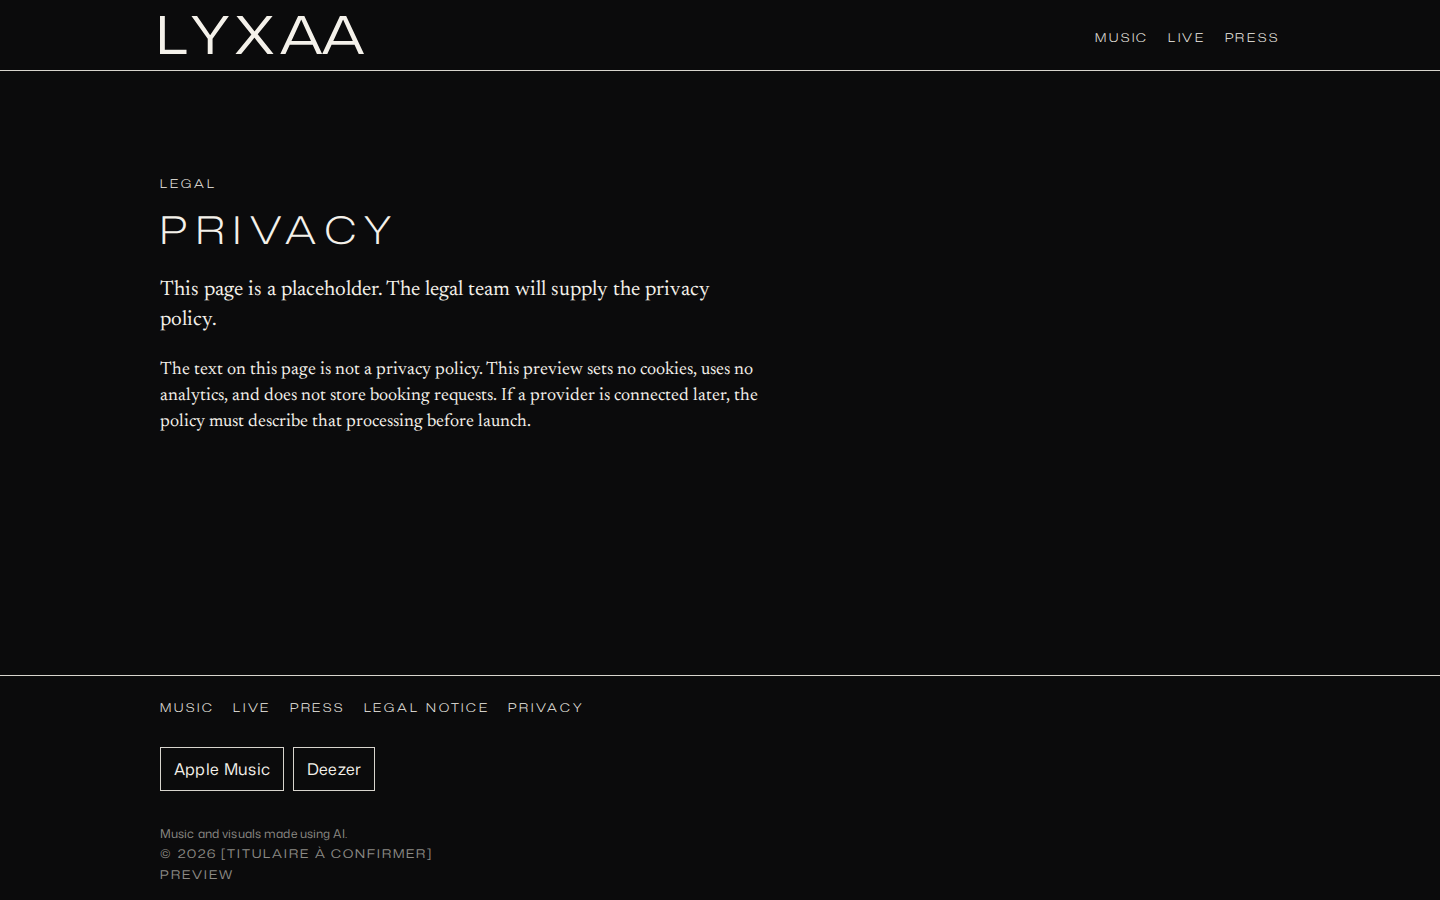 LYXAA
MUSIC LIVE PRESS
LEGAL
PRIVACY
This page is a placeholder. The legal team will supply the privacy
policy.
The text on this page is not a privacy policy. This preview sets no cookies, uses no
analytics, and does not store booking requests. If a provider is connected later, the
policy must describe that processing before launch.
MUSIC LIVE PRESS LEGAL NOTICE PRIVACY
Apple Music Deezer
Music and visuals made using AI.
© 2026 [TITULAIRE À CONFIRMER]
PREVIEW